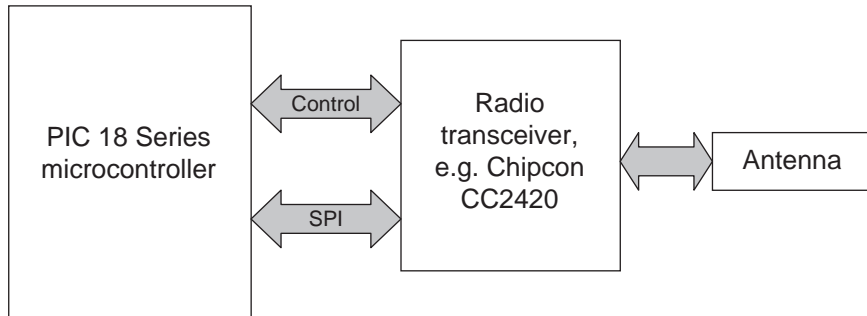 PIC 18 Series
microcontroller
Control
SPI
Radio
transceiver,
e.g. Chipcon
CC2420
Antenna